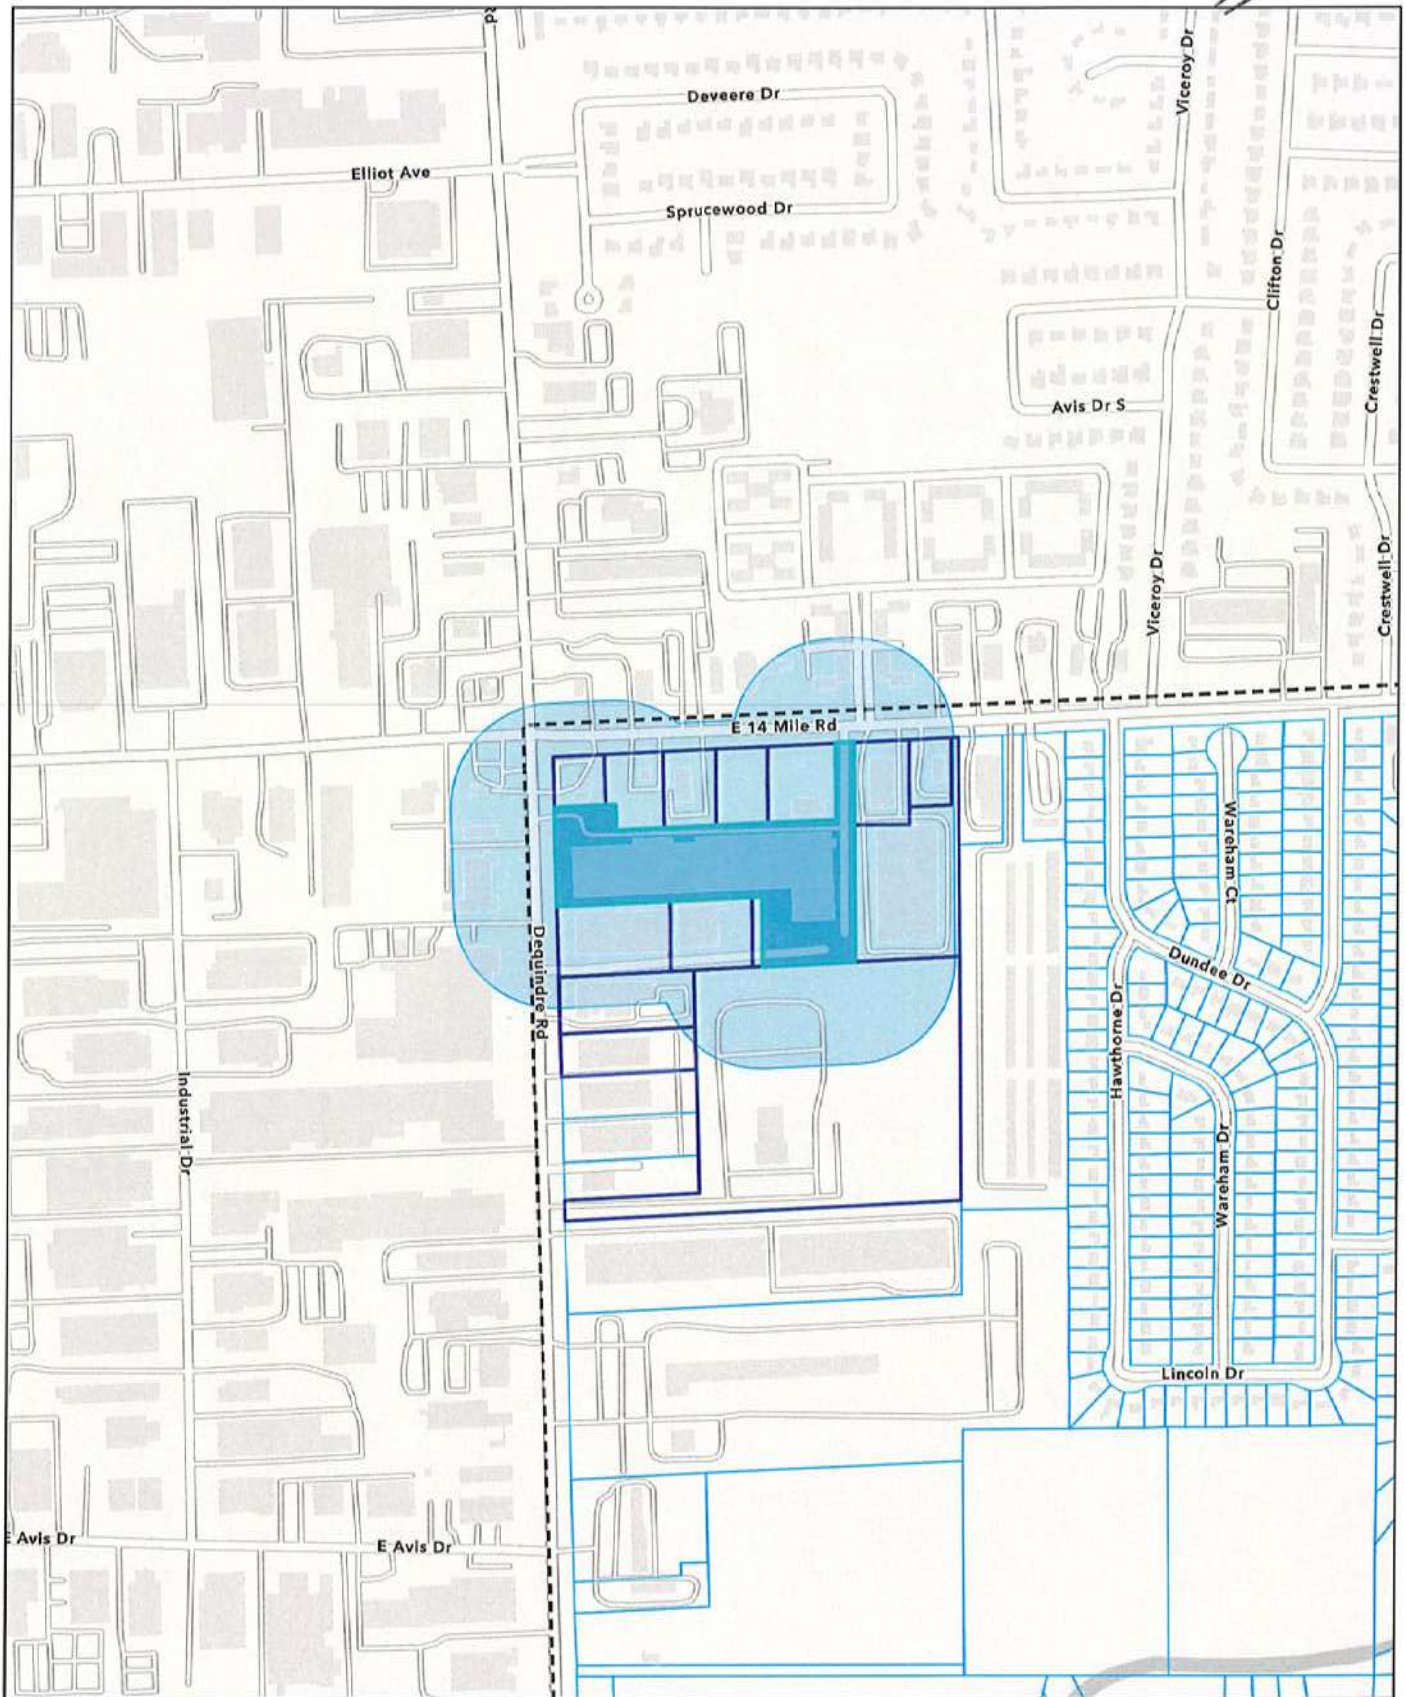 Rd
Deveere Dr
Viceroy Dr
Elliot Ave
Sprucewood Dr
Clifton Dr
Crestwell Dr
Avis Dr S
Viceroy Dr
Crestwell Dr
E 14 Mile Rd
Wareham Ct
Dequindre Rd
Dundee Dr
Hawthorne Dr
Industrial Dr
Wareham Dr
Lincoln Dr
E Avis Dr
E Avis Dr